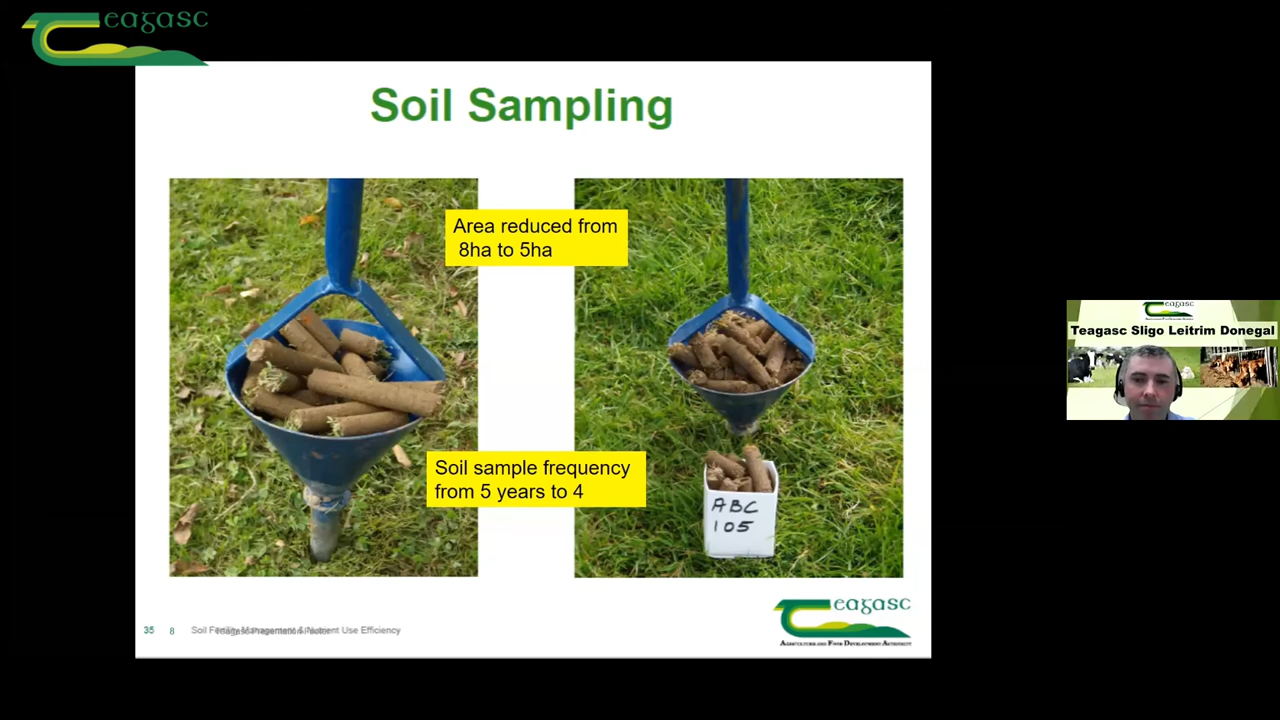 Teagasc
Soil Sampling
Area reduced from
8ha to 5ha
Soil sample frequency
from 5 years to 4
ABC
105
35 8 Soil Fertility Management & Nutrient Use Efficiency
Teagasc
AGRICULTURE AND FOOD DEVELOPMENT AUTHORITY
Teagasc
Teagasc Sligo Leitrim Donegal